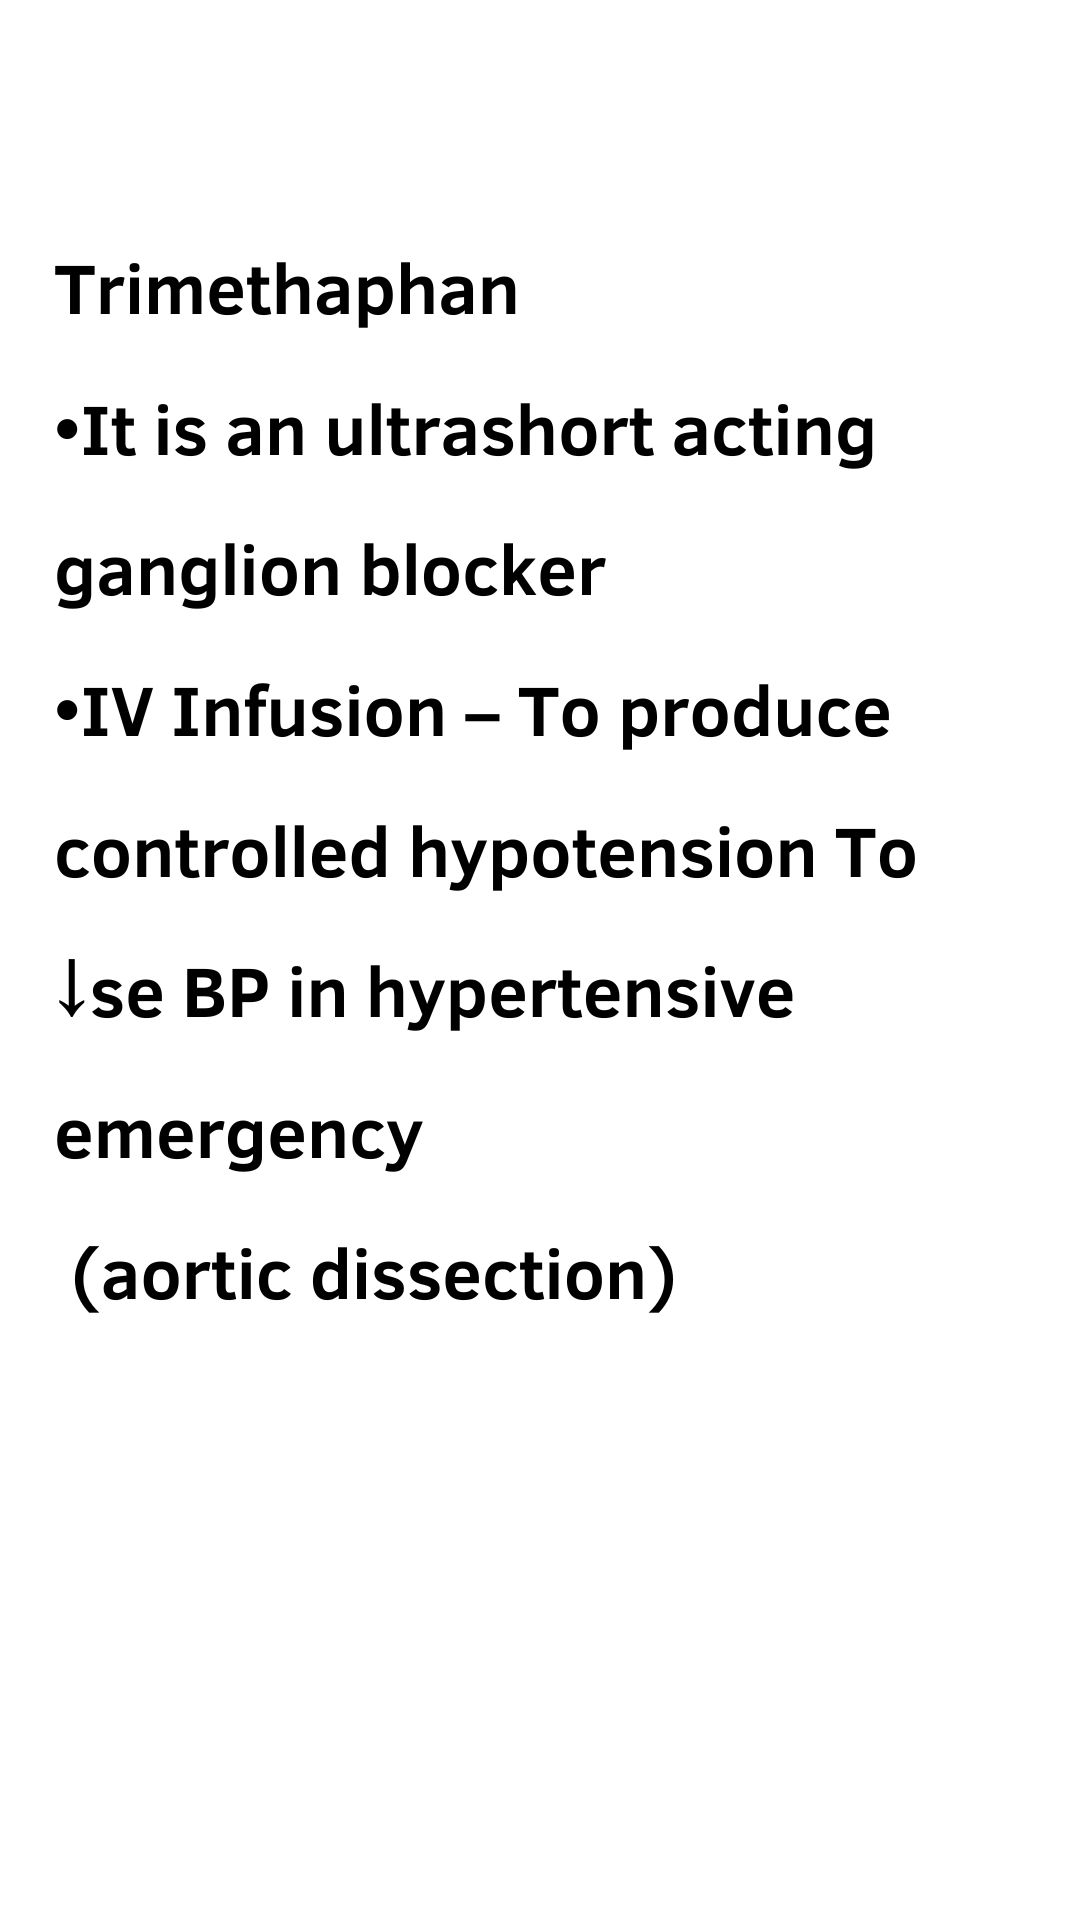 Trimethaphan
•It is an ultrashort acting
ganglion blocker
•IV Infusion – To produce
controlled hypotension To
↓se BP in hypertensive
emergency
(aortic dissection)